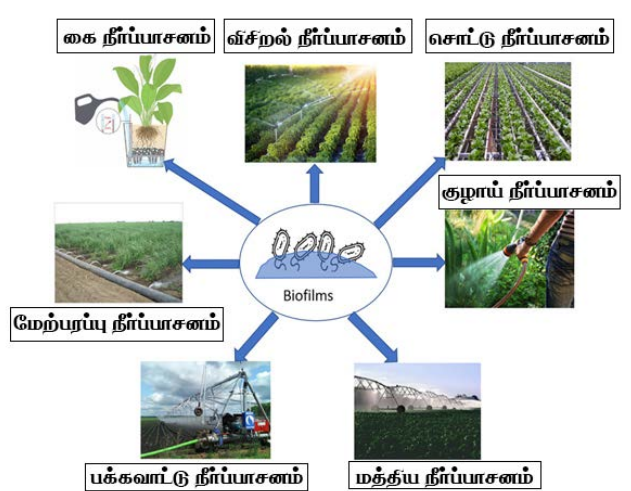 கை நீர்ப்பாசனம்
விசிறல் நீர்ப்பாசனம்
சொட்டு நீர்ப்பாசனம்
குழாய் நீர்ப்பாசனம்
Biofilms
மேற்பரப்பு நீர்ப்பாசனம்
பக்கவாட்டு நீர்ப்பாசனம்
மத்திய நீர்ப்பாசனம்